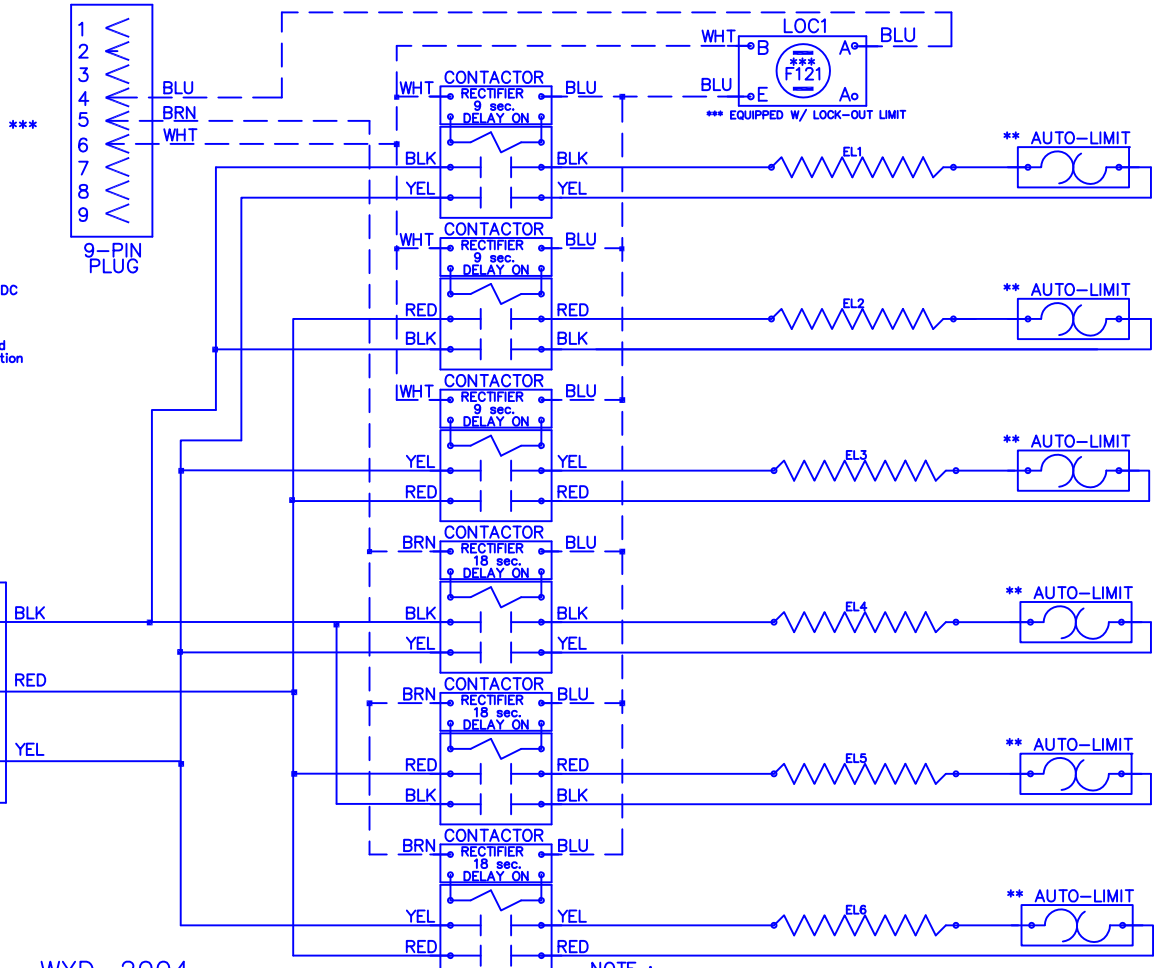 1
2
3
4
5
6
7
8
9
9-PIN
PLUG
BLU
BRN
WHT
***
DC
d
tion
LOC1
WHT B A BLU
***
F121
BLU E A
*** EQUIPPED W/ LOCK-OUT LIMIT
CONTACTOR
WHT RECTIFIER BLU
9 sec.
DELAY ON
BLK BLK EL1 ** AUTO-LIMIT
YEL YEL
CONTACTOR
WHT RECTIFIER BLU
9 sec.
DELAY ON
RED RED EL2 ** AUTO-LIMIT
BLK BLK
CONTACTOR
WHT RECTIFIER BLU
9 sec.
DELAY ON
YEL YEL EL3 ** AUTO-LIMIT
RED RED
CONTACTOR
BRN RECTIFIER BLU
18 sec.
DELAY ON
BLK BLK BLK EL4 ** AUTO-LIMIT
YEL YEL
RED
CONTACTOR
BRN RECTIFIER BLU
18 sec.
DELAY ON
YEL
RED RED EL5 ** AUTO-LIMIT
BLK BLK
CONTACTOR
BRN RECTIFIER BLU
18 sec.
DELAY ON
YEL YEL EL6 ** AUTO-LIMIT
RED RED